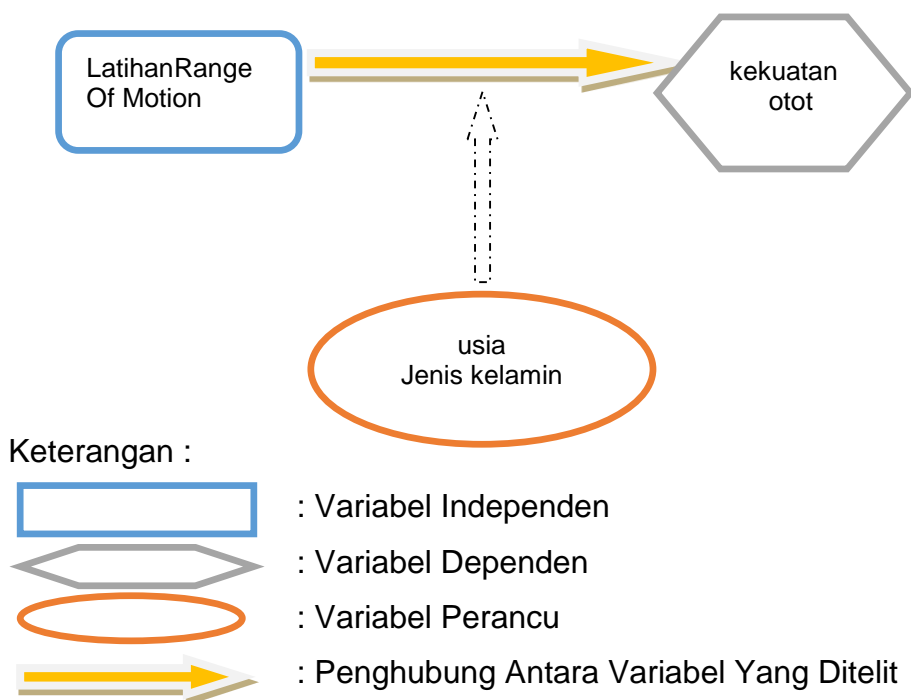 LatihanRange
Of Motion
kekuatan
otot
usia
Jenis kelamin
Keterangan :
: Variabel Independen
: Variabel Dependen
: Variabel Perancu
: Penghubung Antara Variabel Yang Ditelit